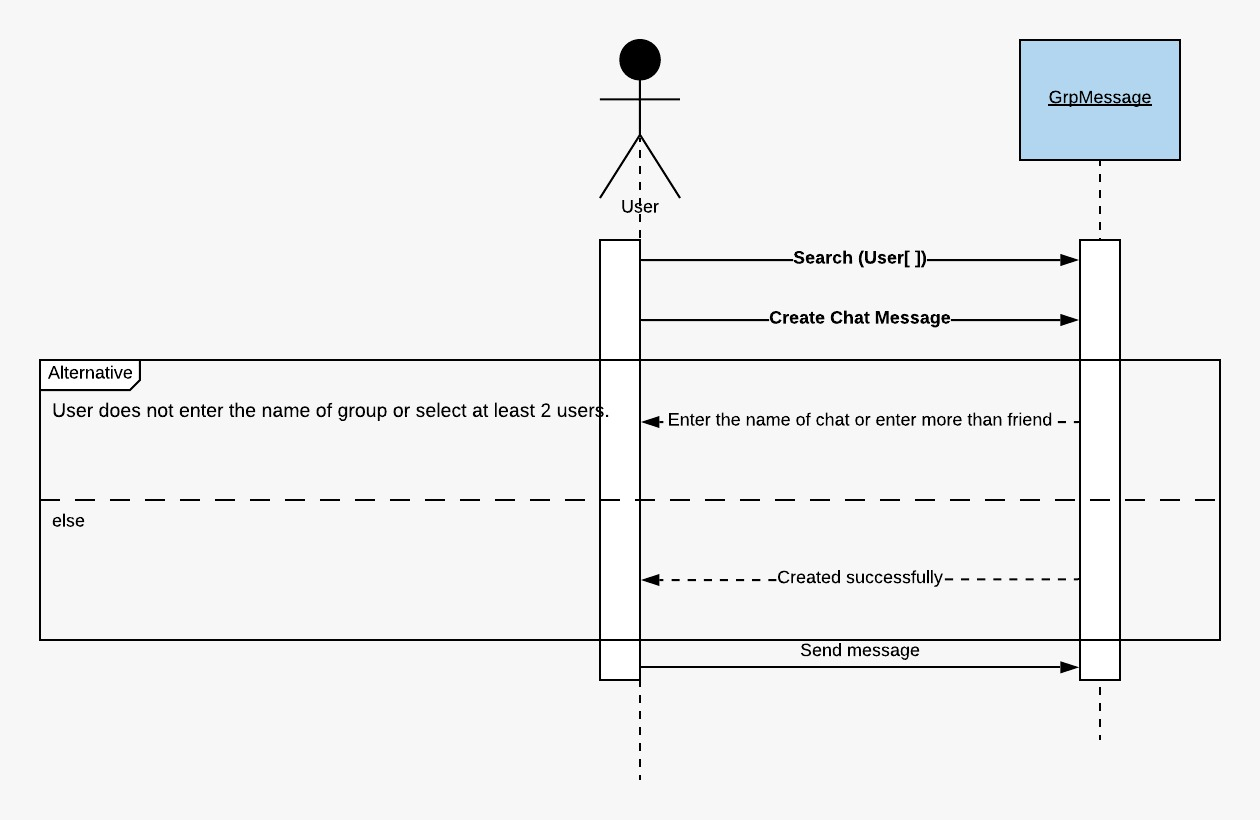 GrpMessage
User
Search (User[ ])
Create Chat Message
Alternative
User does not enter the name of group or select at least 2 users.
Enter the name of chat or enter more than friend
else
Created successfully
Send message